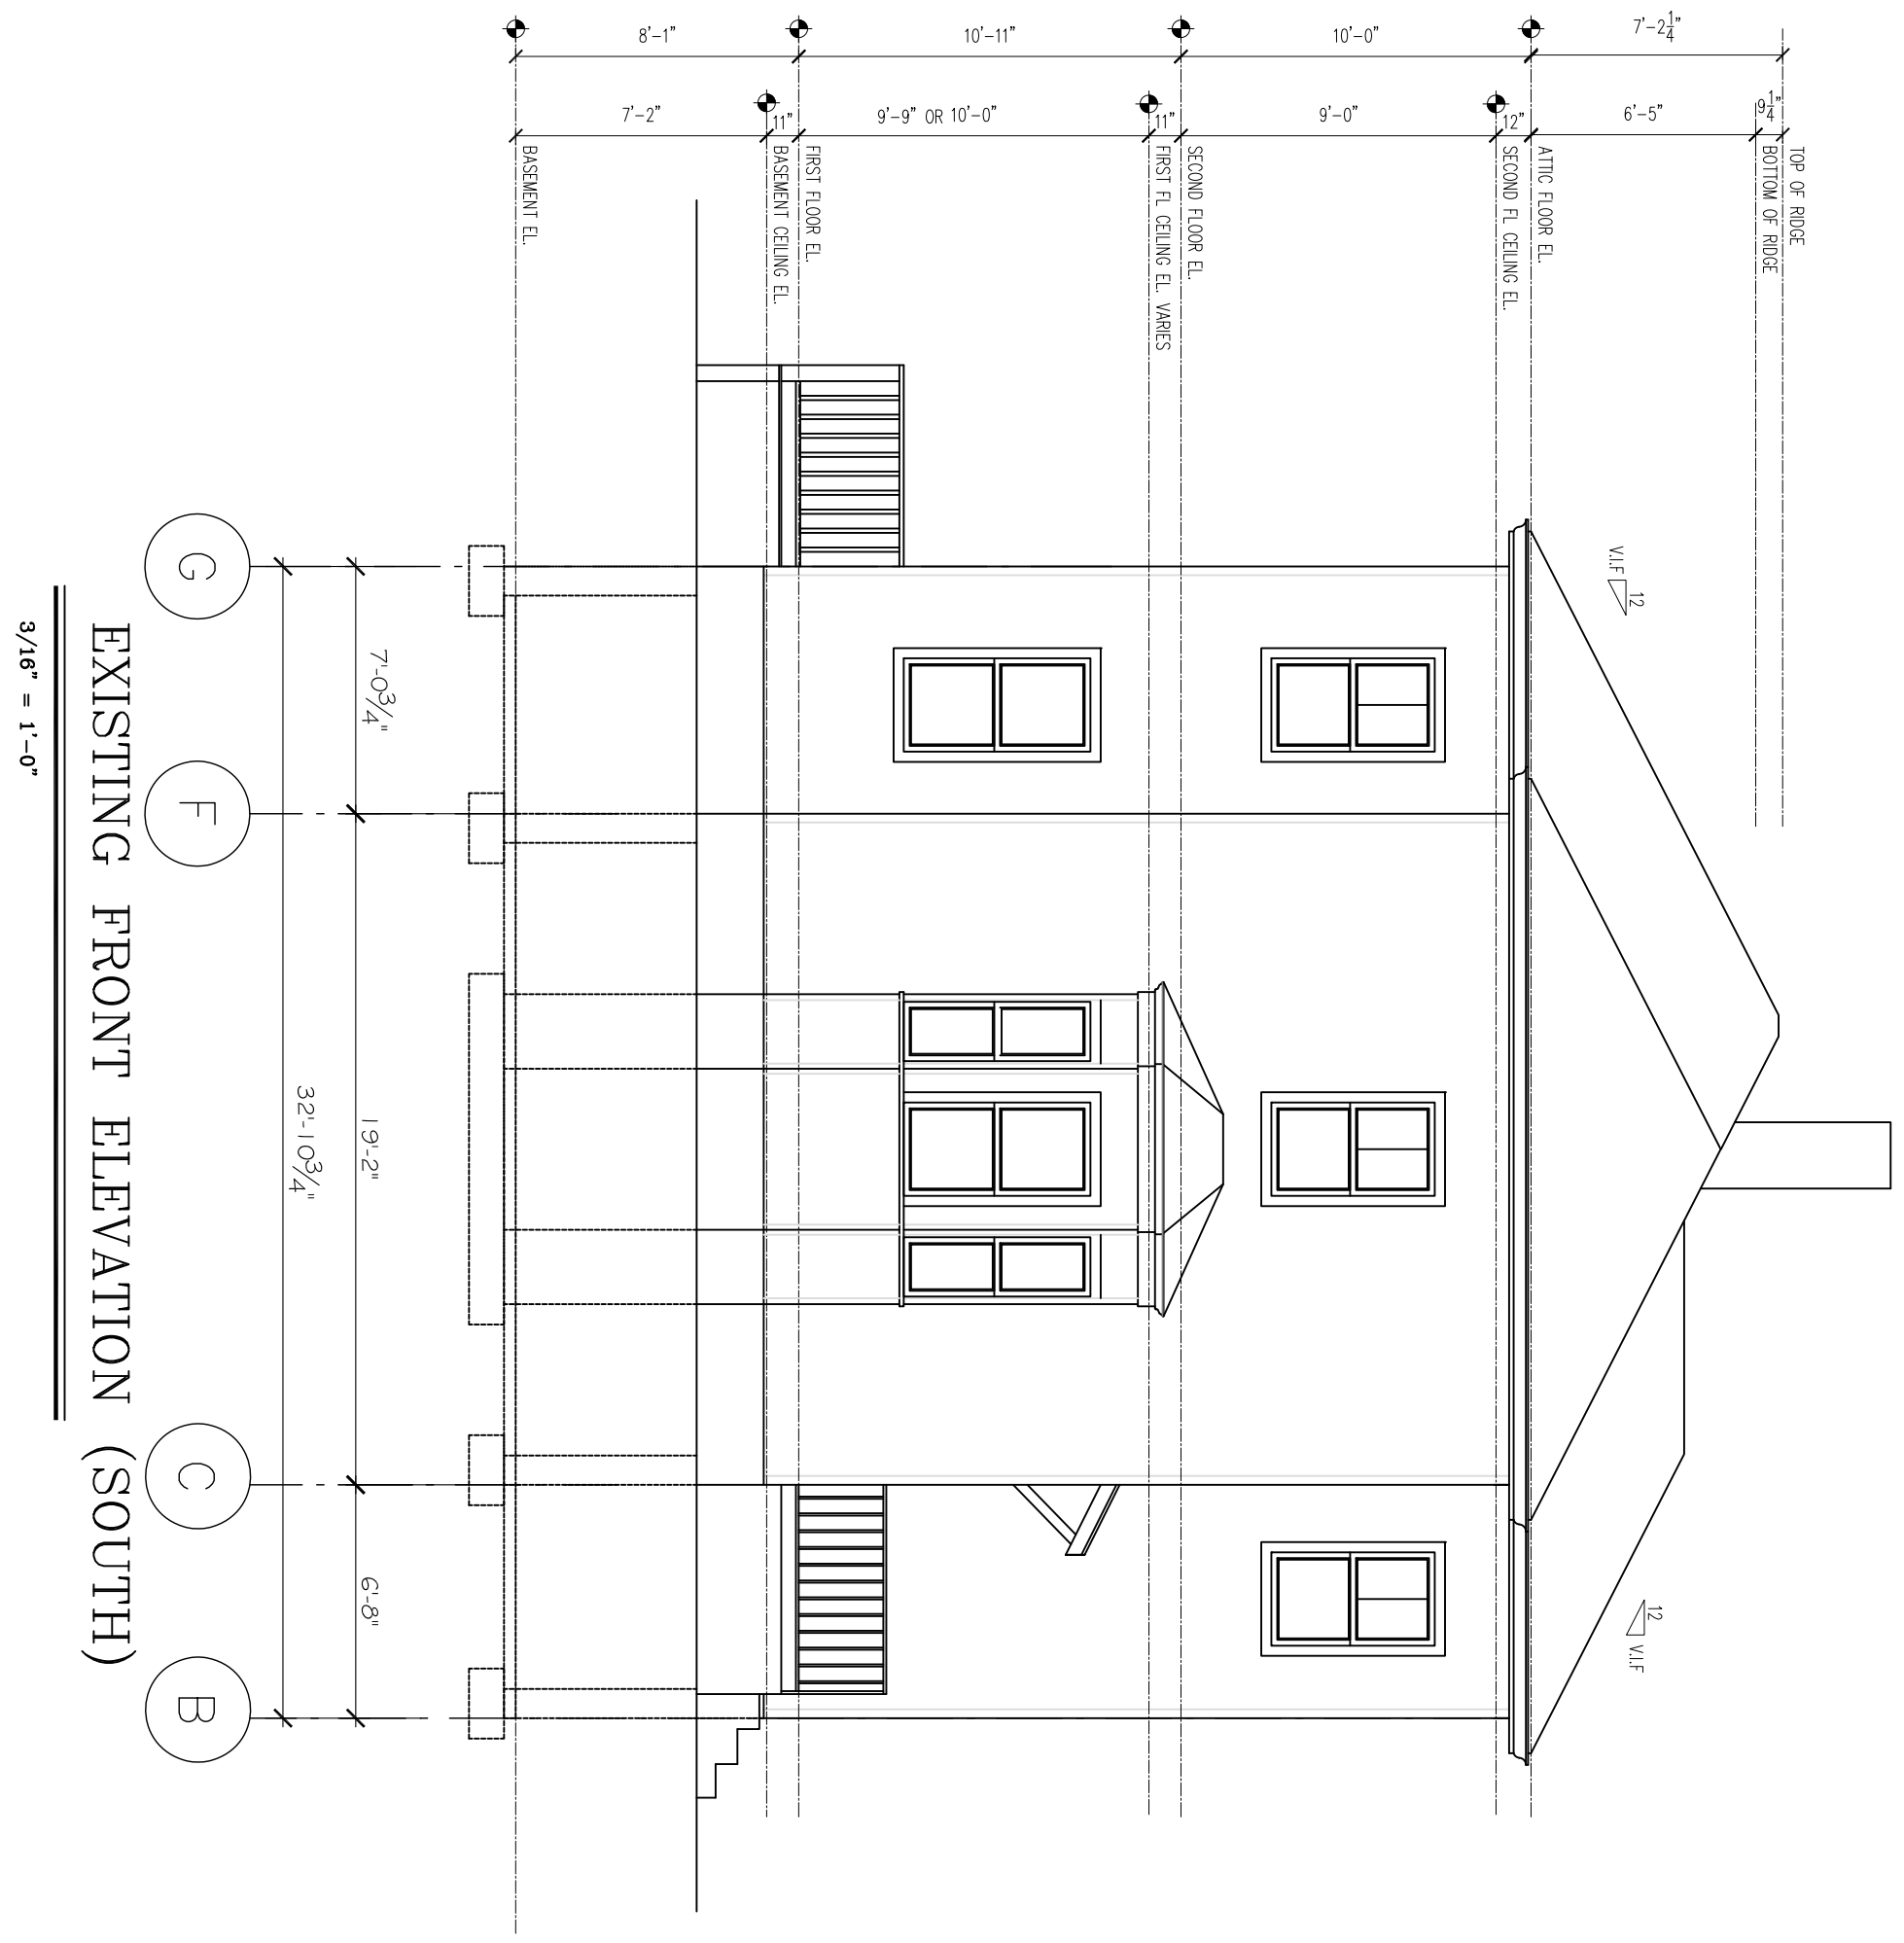 TOP OF RIDGE
BOTTOM OF RIDGE
ATTIC FLOOR EL.
SECOND FL CEILING EL.
SECOND FLOOR EL.
FIRST FL CEILING EL. VARIES
FIRST FLOOR EL.
BASEMENT CEILING EL.
BASEMENT EL.
7'-2 1/4"
10'-0"
10'-11"
8'-1"
9 1/4"
6'-5"
12"
9'-0"
11"
9'-9" OR 10'-0"
11"
7'-2"
12
V.I.F
12
V.I.F
7'-0 3/4"
19'-2"
6'-8"
32'-10 3/4"
G
F
C
B
EXISTING FRONT ELEVATION (SOUTH)
3/16" = 1'-0"